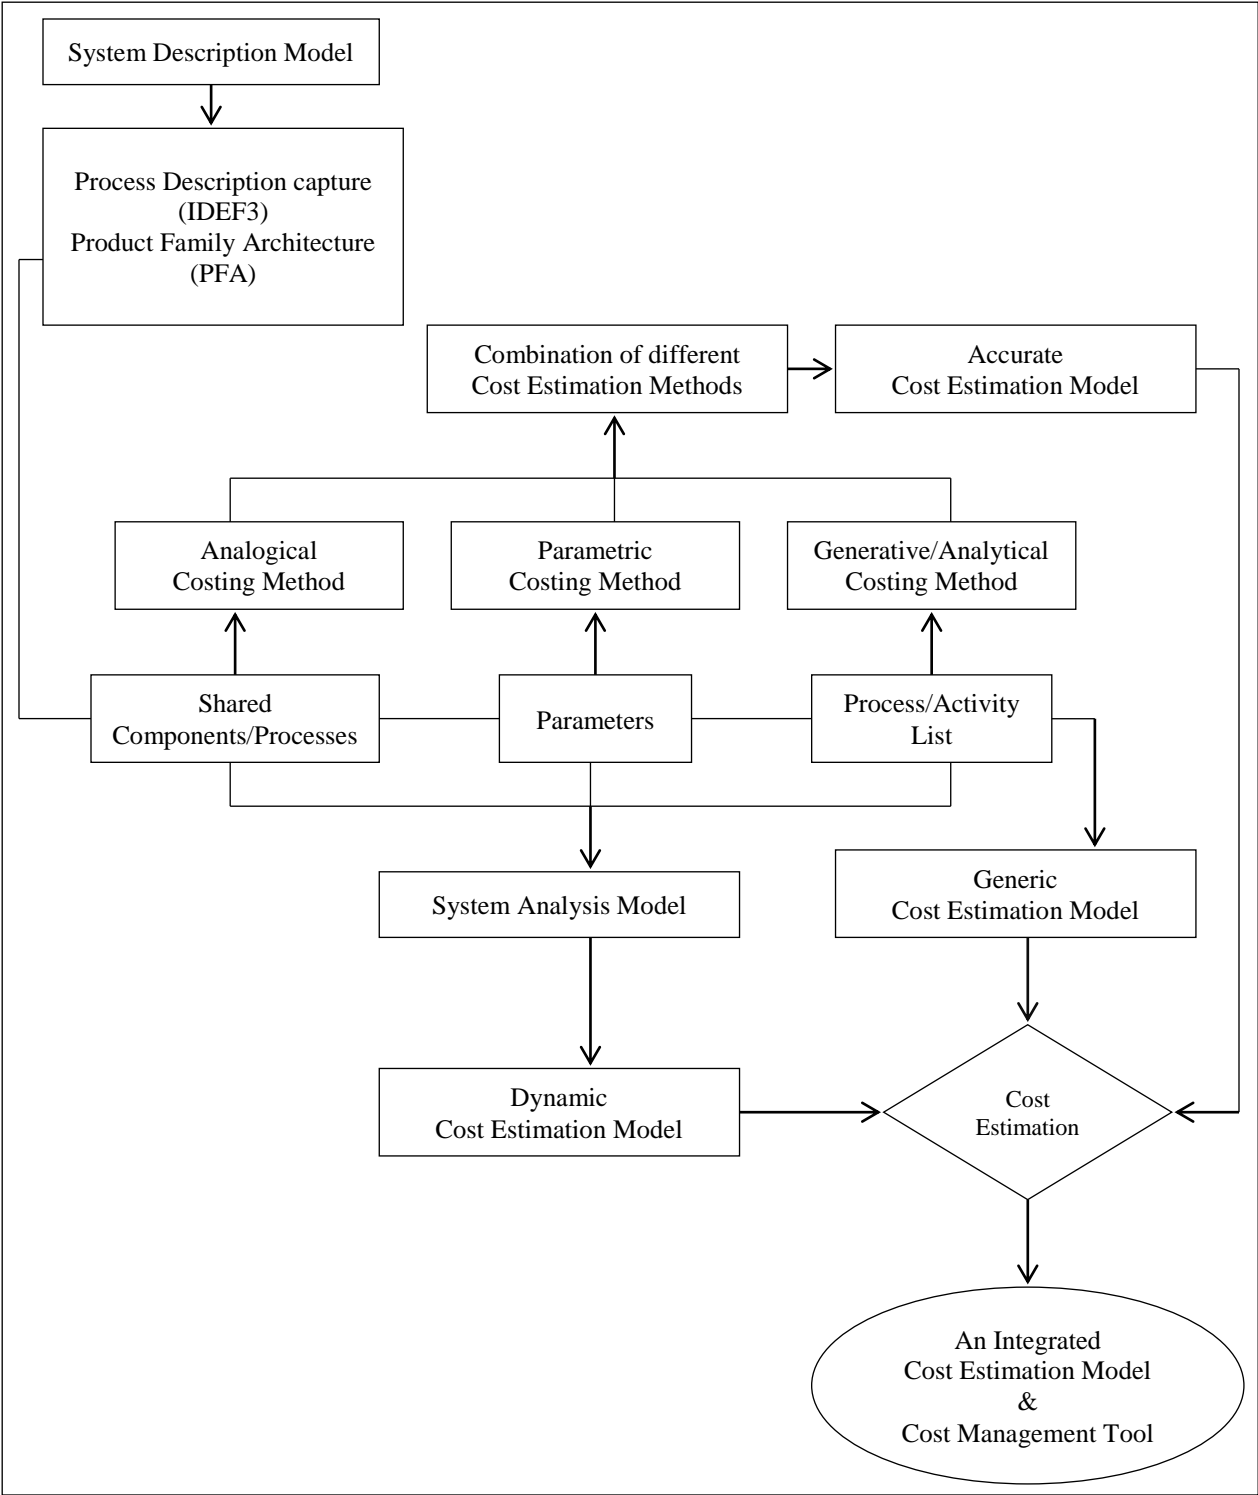 System Description Model
Process Description capture
(IDEF3)
Product Family Architecture
(PFA)
Combination of different
Cost Estimation Methods
Accurate
Cost Estimation Model
Analogical
Costing Method
Parametric
Costing Method
Generative/Analytical
Costing Method
Shared
Components/Processes
Parameters
Process/Activity
List
System Analysis Model
Generic
Cost Estimation Model
Dynamic
Cost Estimation Model
Cost
Estimation
An Integrated
Cost Estimation Model
&
Cost Management Tool